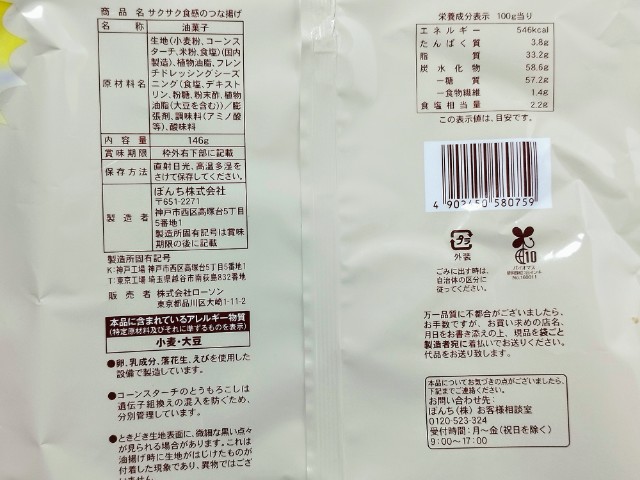 商品名 サクサク食感のつな揚げ
名称 油菓子
原材料名 生地(小麦粉、コーンス
ターチ、米粉、食塩)(国内
製造)、植物油脂、フレン
チドレッシングシーズ
ニング(食塩、デキスト
リン、粉糖、粉末酢、植物
油脂(大豆を含む))/膨
張剤、調味料(アミノ酸
等)、酸味料
内容量 146g
賞味期限 枠外右下部に記載
保存方法 直射日光、高温多湿を
さけて保存してください。
製造者 ぼんち株式会社
〒651-2271
神戸市西区高塚台5丁目
5番地1
製造所固有記号は賞味
期限の後に記載
製造所固有記号
K:神戸工場 神戸市西区高塚台5丁目5番地1
T:東京工場 埼玉県越谷市南荻島832番地
販売者 株式会社ローソン
東京都品川区大崎1-11-2
本品に含まれているアレルギー物質
(特定原材料及びそれに準ずるものを表示)
小麦・大豆
●卵、乳成分、落花生、えびを使用した
設備で製造しています。
●コーンスターチのとうもろこしは
遺伝子組換えの混入を防ぐため、
分別管理しています。
●ときどき生地表面に、微細な黒い点々
が見られる場合があります。これは
油揚げ時に生地がはじけたものが
付着した現象であり、異物ではござ
いません。
栄養成分表示 100g当り
エネルギー 546kcal
たんぱく質 3.8g
脂質 33.2g
炭水化物 58.6g
―糖質 57.2g
―食物繊維 1.4g
食塩相当量 2.2g
この表示値は、目安です。
4 903450 580759
プラ
外装
10
バイオマス
No.160011
ごみに出す時は、
自治体の区分に
従ってください。
万一品質に不都合がございましたら、
お手数ですが、お買い求めの店名、
月日をお書き添えの上、現品を袋ごと
製造者宛に着払いでお送りください。
代品をお送り致します。
本品についてお気づきの点がございましたら、
下記までご連絡ください。
お問い合わせ先:
ぼんち(株)お客様相談室
0120-523-324
受付時間:月~金(祝日を除く)
9:00~17:00